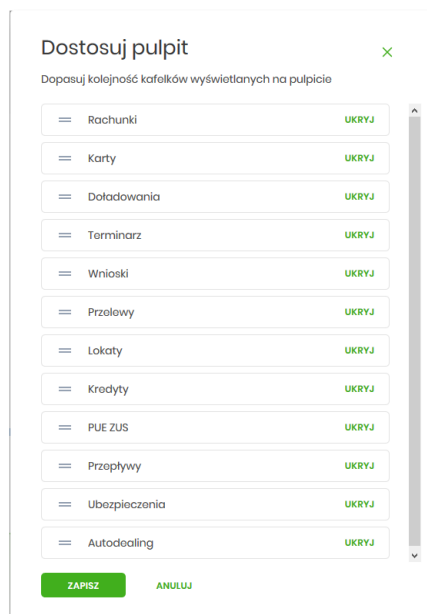 Dostosuj pulpit
Dopasuj kolejność kafelków wyświetlanych na pulpicie
Rachunki UKRYJ
Karty UKRYJ
Doładowania UKRYJ
Terminarz UKRYJ
Wnioski UKRYJ
Przelewy UKRYJ
Lokaty UKRYJ
Kredyty UKRYJ
PUE ZUS UKRYJ
Przepływy UKRYJ
Ubezpieczenia UKRYJ
Autodealing UKRYJ
ZAPISZ ANULUJ